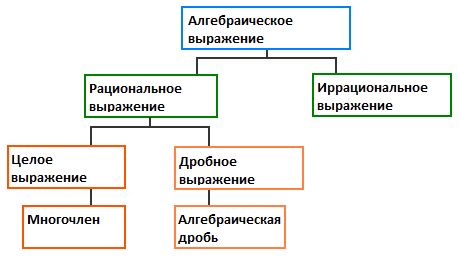 Алгебраическое
выражение
Рациональное
выражение
Иррациональное
выражение
Целое
выражение
Дробное
выражение
Многочлен
Алгебраическая
дробь